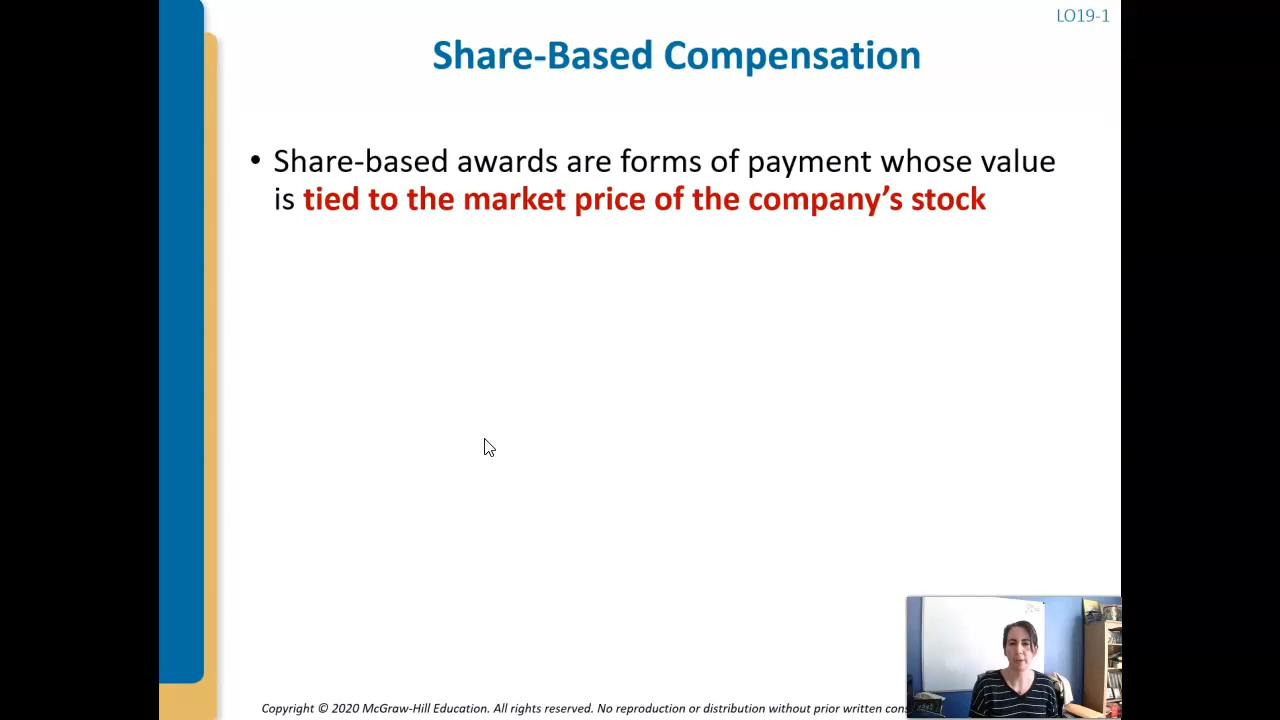 LO19-1
Share-Based Compensation
• Share-based awards are forms of payment whose value
is tied to the market price of the company’s stock
Copyright © 2020 McGraw-Hill Education. All rights reserved. No reproduction or distribution without prior written